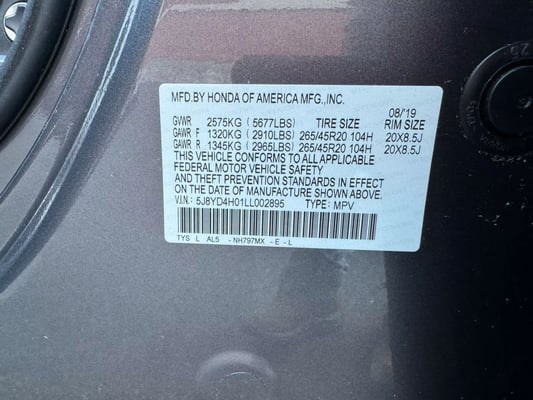 MFD.BY HONDA OF AMERICA MFG.,INC. 08/'19
GVWR 2575KG (5677LBS) TIRE SIZE RIM SIZE
GAWR F 1320KG (2910LBS) 265/45R20 104H 20X8.5J
GAWR R 1345KG (2965LBS) 265/45R20 104H 20X8.5J
THIS VEHICLE CONFORMS TO ALL APPLICABLE
FEDERAL MOTOR VEHICLE SAFETY
AND THEFT PREVENTION STANDARDS IN EFFECT
ON THE DATE OF MANUFACTURE SHOWN ABOVE.
V.I.N.: 5J8YD4H01LL002895 TYPE: MPV
TYS L AL5 -NH797MX -E-L
25